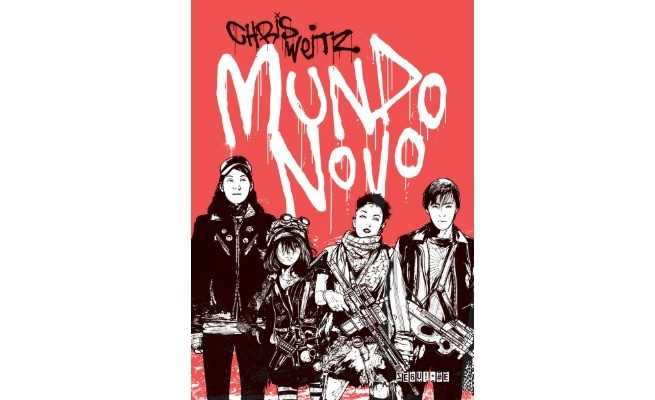 CHRIS
WEITZ
MUNDO
NOVO
SEGUINTE